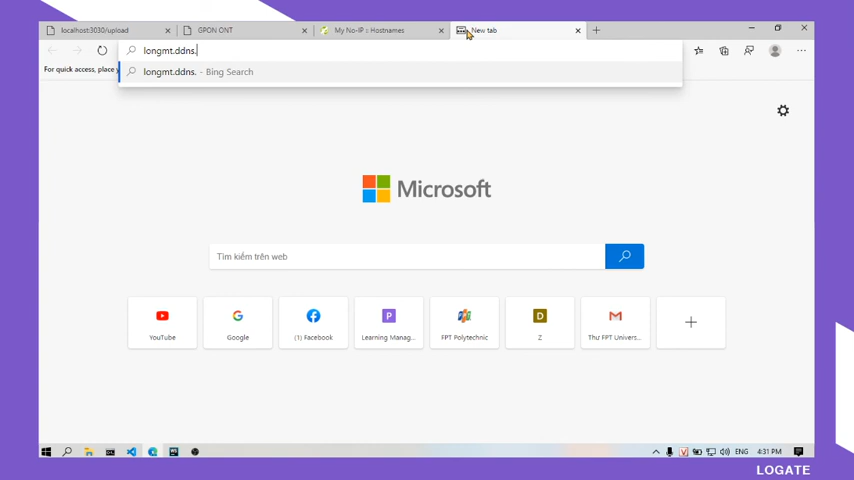 localhost:3030/upload
GPON ONT
My No-IP :: Hostnames
New tab
longmt.ddns.
longmt.ddns. - Bing Search
For quick access, place y
Microsoft
Tìm kiếm trên web
YouTube
Google
(1) Facebook
P
Learning Manag...
FPT Polytechnic
D
Z
Thư FPT Univers...
ENG
4:31 PM
LOGATE